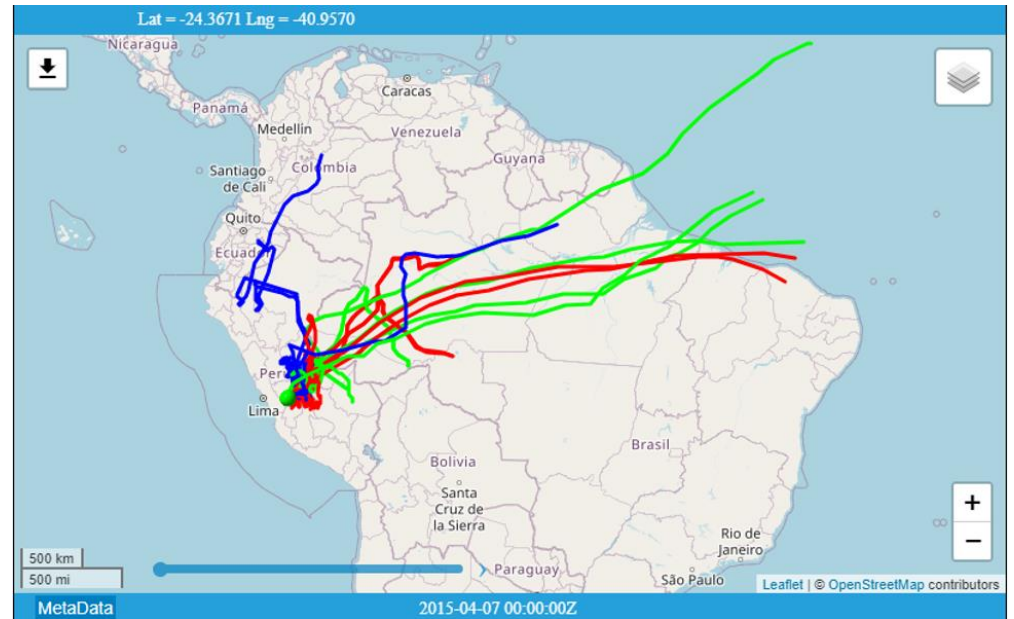 Lat = -24.3671 Lng = -40.9570
Nicaragua
Caracas
Panamá
Medellín
Venezuela
Guyana
Santiago
de Cali
Colombia
Quito
Ecuador
Per
Lima
Brasil
Bolivia
Santa
Cruz de
la Sierra
Rio de
Janeiro
Paraguay
São Paulo
+
−
500 km
500 mi
Leaflet | © OpenStreetMap contributors
MetaData
2015-04-07 00:00:00Z